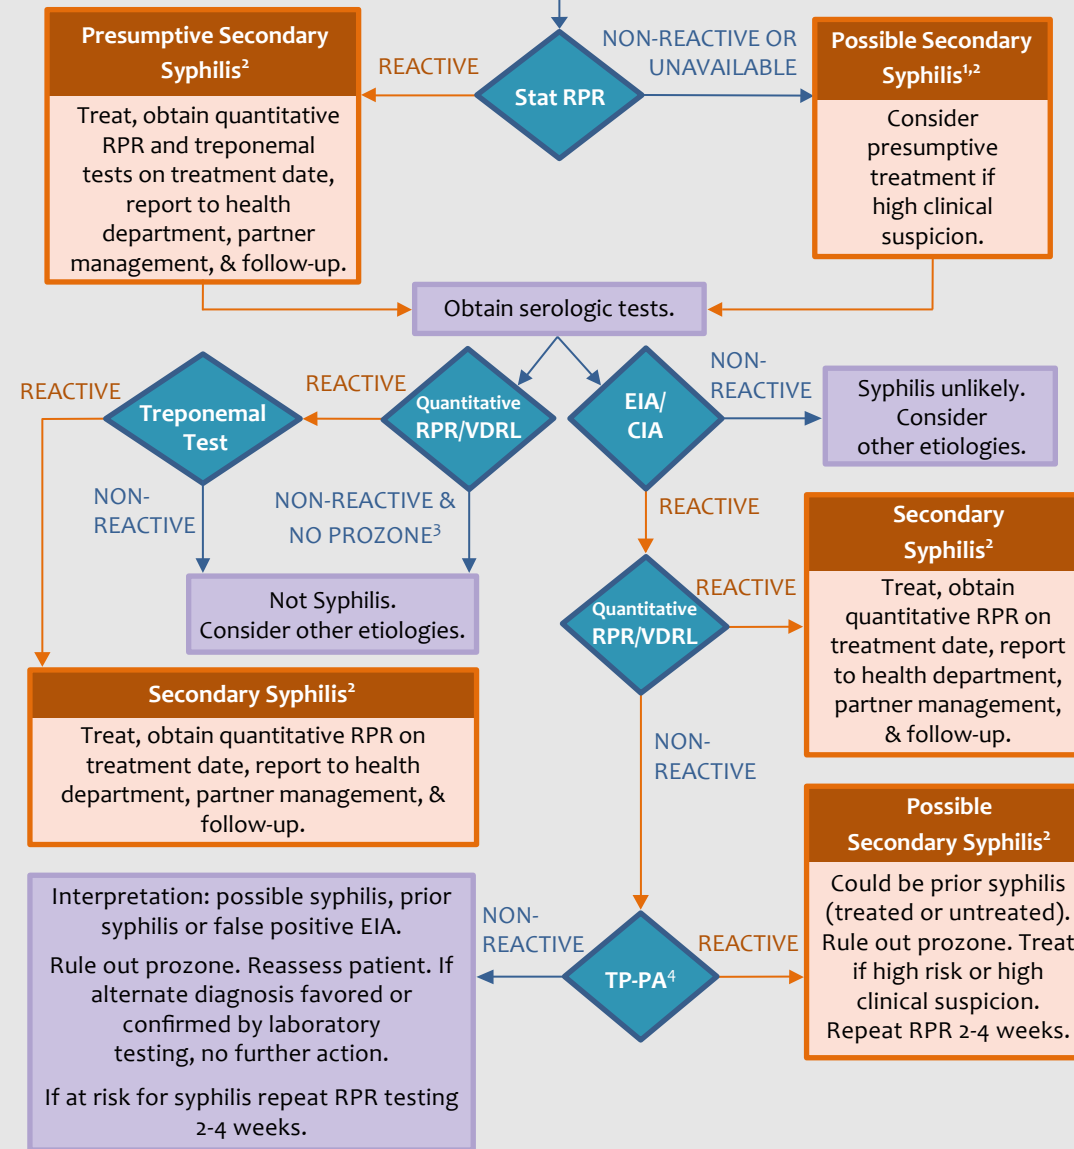 Presumptive Secondary
Syphilis²
Treat, obtain quantitative
RPR and treponemal
tests on treatment date,
report to health
department, partner
management, & follow-up.
REACTIVE
Stat RPR
NON-REACTIVE OR
UNAVAILABLE
Possible Secondary
Syphilis¹,²
Consider
presumptive
treatment if
high clinical
suspicion.
Obtain serologic tests.
REACTIVE
Treponemal
Test
REACTIVE
Quantitative
RPR/VDRL
EIA/
CIA
NON-
REACTIVE
Syphilis unlikely.
Consider
other etiologies.
NON-
REACTIVE
NON-REACTIVE &
NO PROZONE³
REACTIVE
Not Syphilis.
Consider other etiologies.
Quantitative
RPR/VDRL
REACTIVE
Secondary
Syphilis²
Treat, obtain
quantitative RPR on
treatment date, report
to health department,
partner management,
& follow-up.
Secondary Syphilis²
Treat, obtain quantitative RPR on
treatment date, report to health
department, partner management, &
follow-up.
NON-
REACTIVE
Possible
Secondary Syphilis²
Could be prior syphilis
(treated or untreated).
Rule out prozone. Treat
if high risk or high
clinical suspicion.
Repeat RPR 2-4 weeks.
Interpretation: possible syphilis, prior
syphilis or false positive EIA.
Rule out prozone. Reassess patient. If
alternate diagnosis favored or
confirmed by laboratory
testing, no further action.
If at risk for syphilis repeat RPR testing
2-4 weeks.
NON-
REACTIVE
TP-PA⁴
REACTIVE